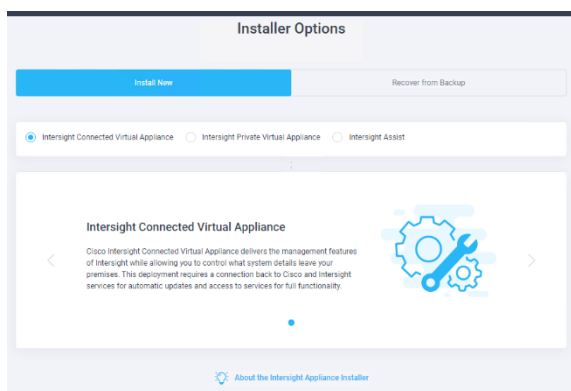 Installer Options
Install New
Recover from Backup
Intersight Connected Virtual Appliance
Intersight Private Virtual Appliance
Intersight Assist
Intersight Connected Virtual Appliance
Cisco Intersight Connected Virtual Appliance delivers the management features
of Intersight while allowing you to control what system details leave your
premises. This deployment requires a connection back to Cisco and Intersight
services for automatic updates and access to services for full functionality.
About the Intersight Appliance Installer